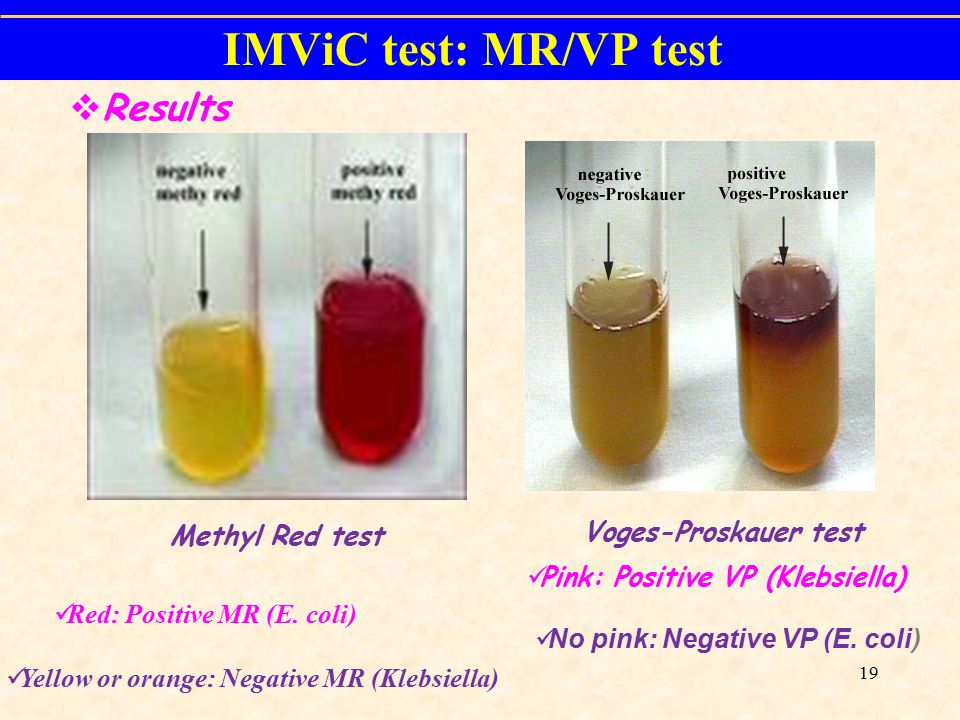 IMViC test: MR/VP test
❖ Results
negative
methy red
positive
methy red
negative
Voges-Proskauer
positive
Voges-Proskauer
Methyl Red test
Voges-Proskauer test
✓Pink: Positive VP (Klebsiella)
✓Red: Positive MR (E. coli)
✓No pink: Negative VP (E. coli)
✓Yellow or orange: Negative MR (Klebsiella)
19